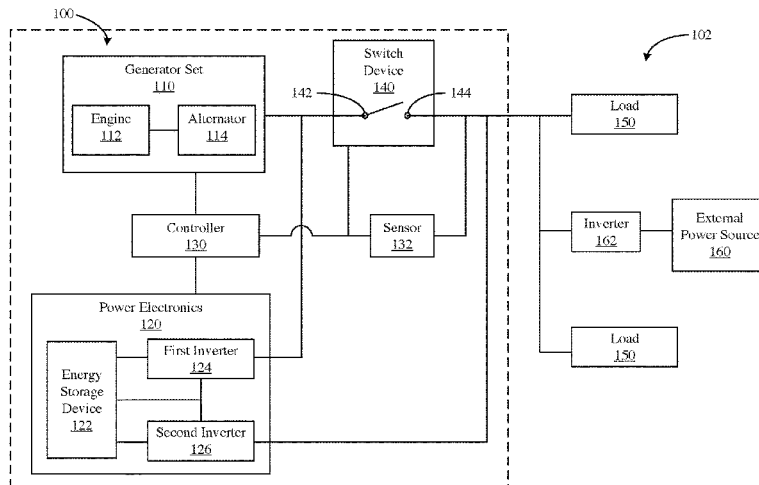 100
102
Generator Set
110
Engine
112
Alternator
114
Switch
Device
140
142
144
Load
150
Controller
130
Sensor
132
Inverter
162
External
Power Source
160
Power Electronics
120
Energy
Storage
Device
122
First Inverter
124
Second Inverter
126
Load
150